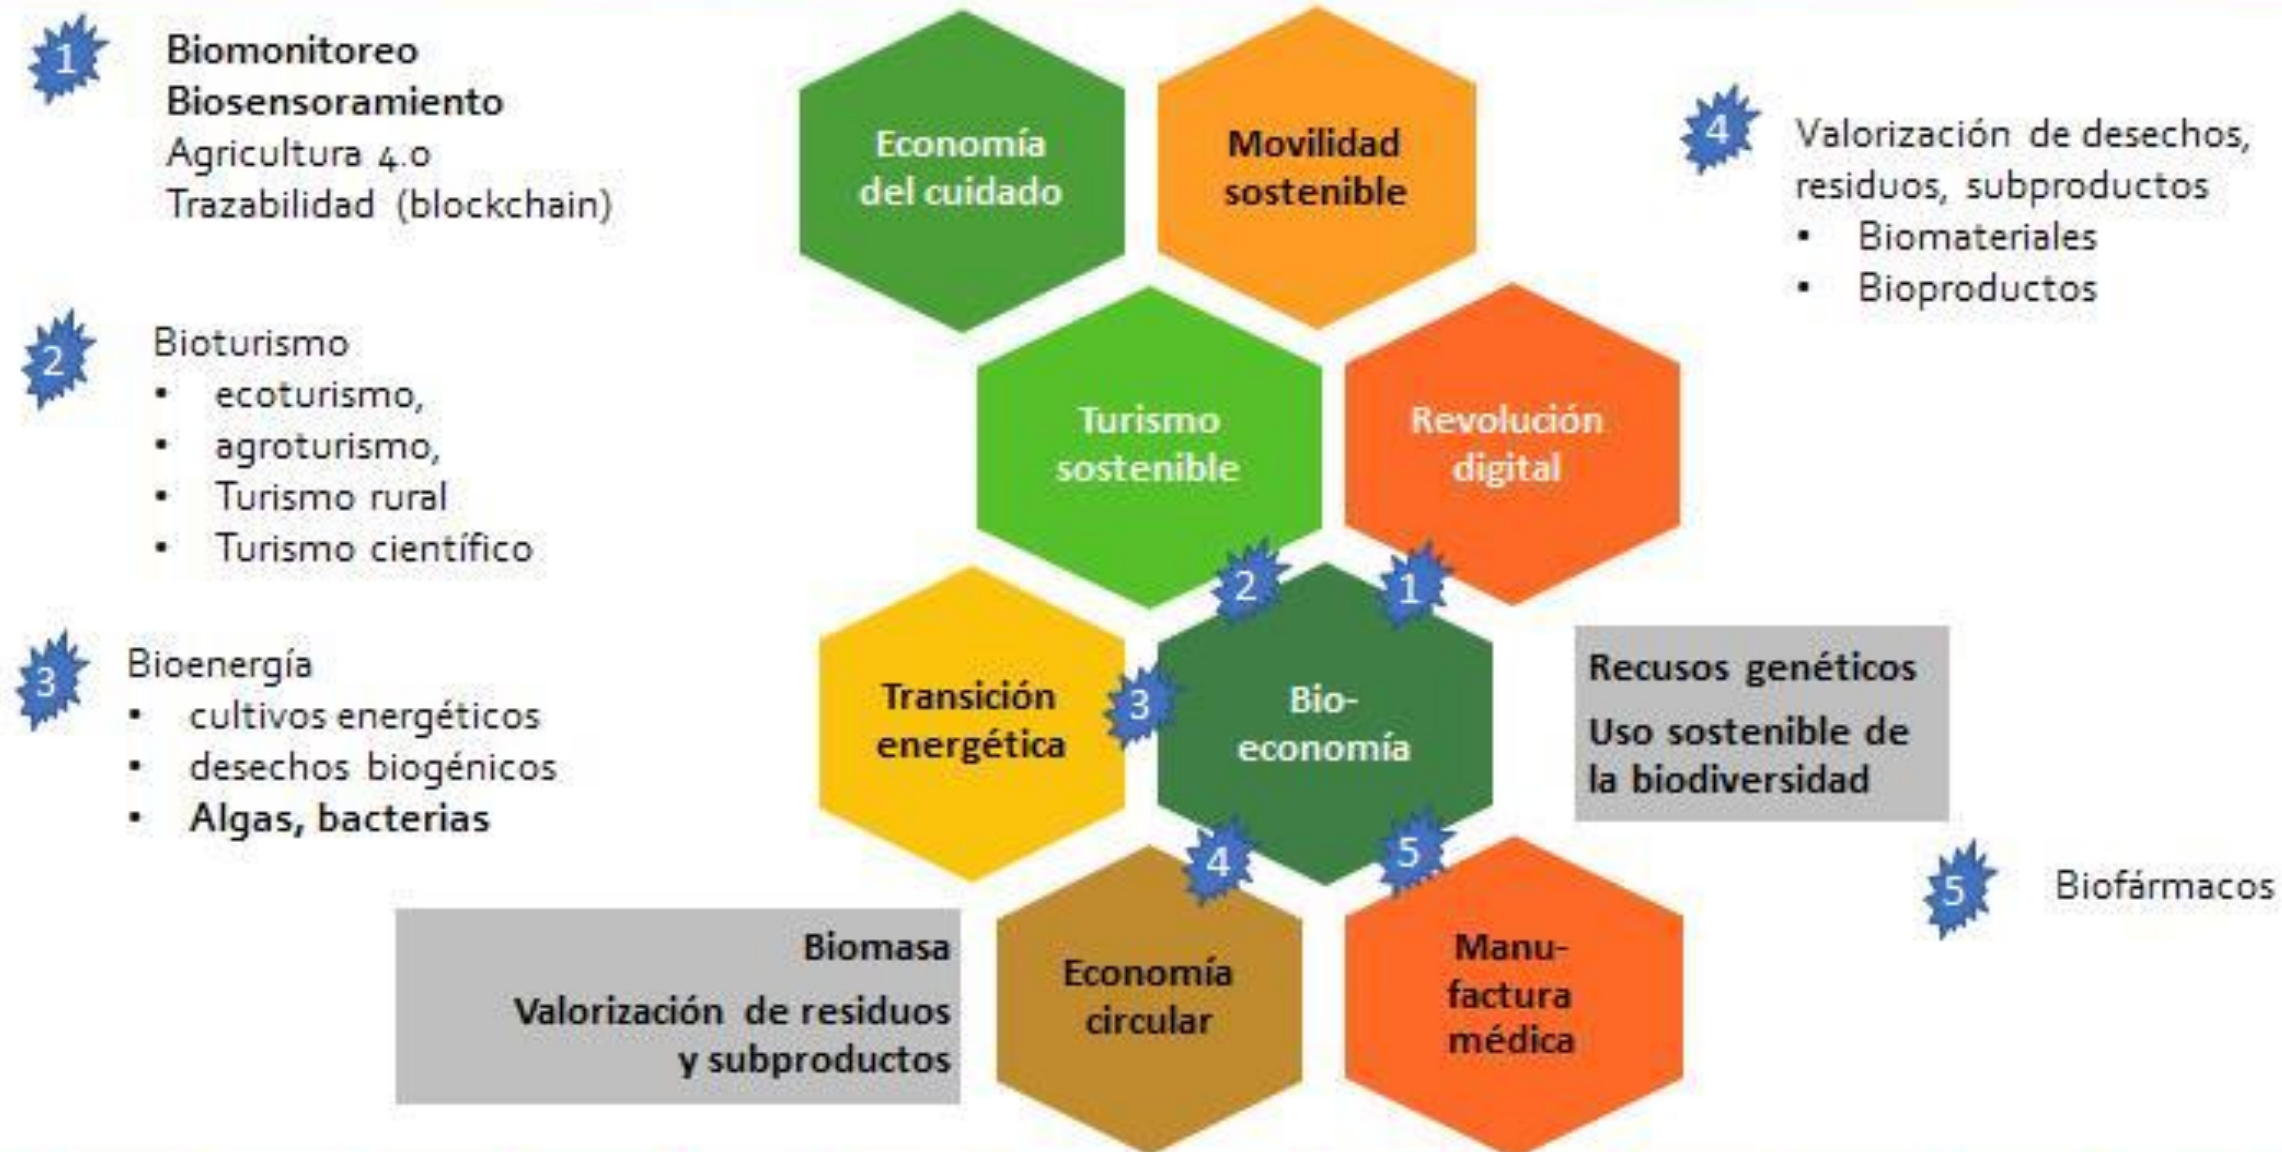 1
Biomonitoreo
Biosensoramiento
Agricultura 4.0
Trazabilidad (blockchain)
2
Bioturismo
• ecoturismo,
• agroturismo,
• Turismo rural
• Turismo científico
3
Bioenergía
• cultivos energéticos
• desechos biogénicos
• Algas, bacterias
Economía
del cuidado
Movilidad
sostenible
Turismo
sostenible
Revolución
digital
2
1
Transición
energética
3
Bio-
economía
4
5
Economía
circular
Manu-
factura
médica
Biomasa
Valorización de residuos
y subproductos
4
Valorización de desechos,
residuos, subproductos
• Biomateriales
• Bioproductos
Recusos genéticos
Uso sostenible de
la biodiversidad
5
Biofármacos